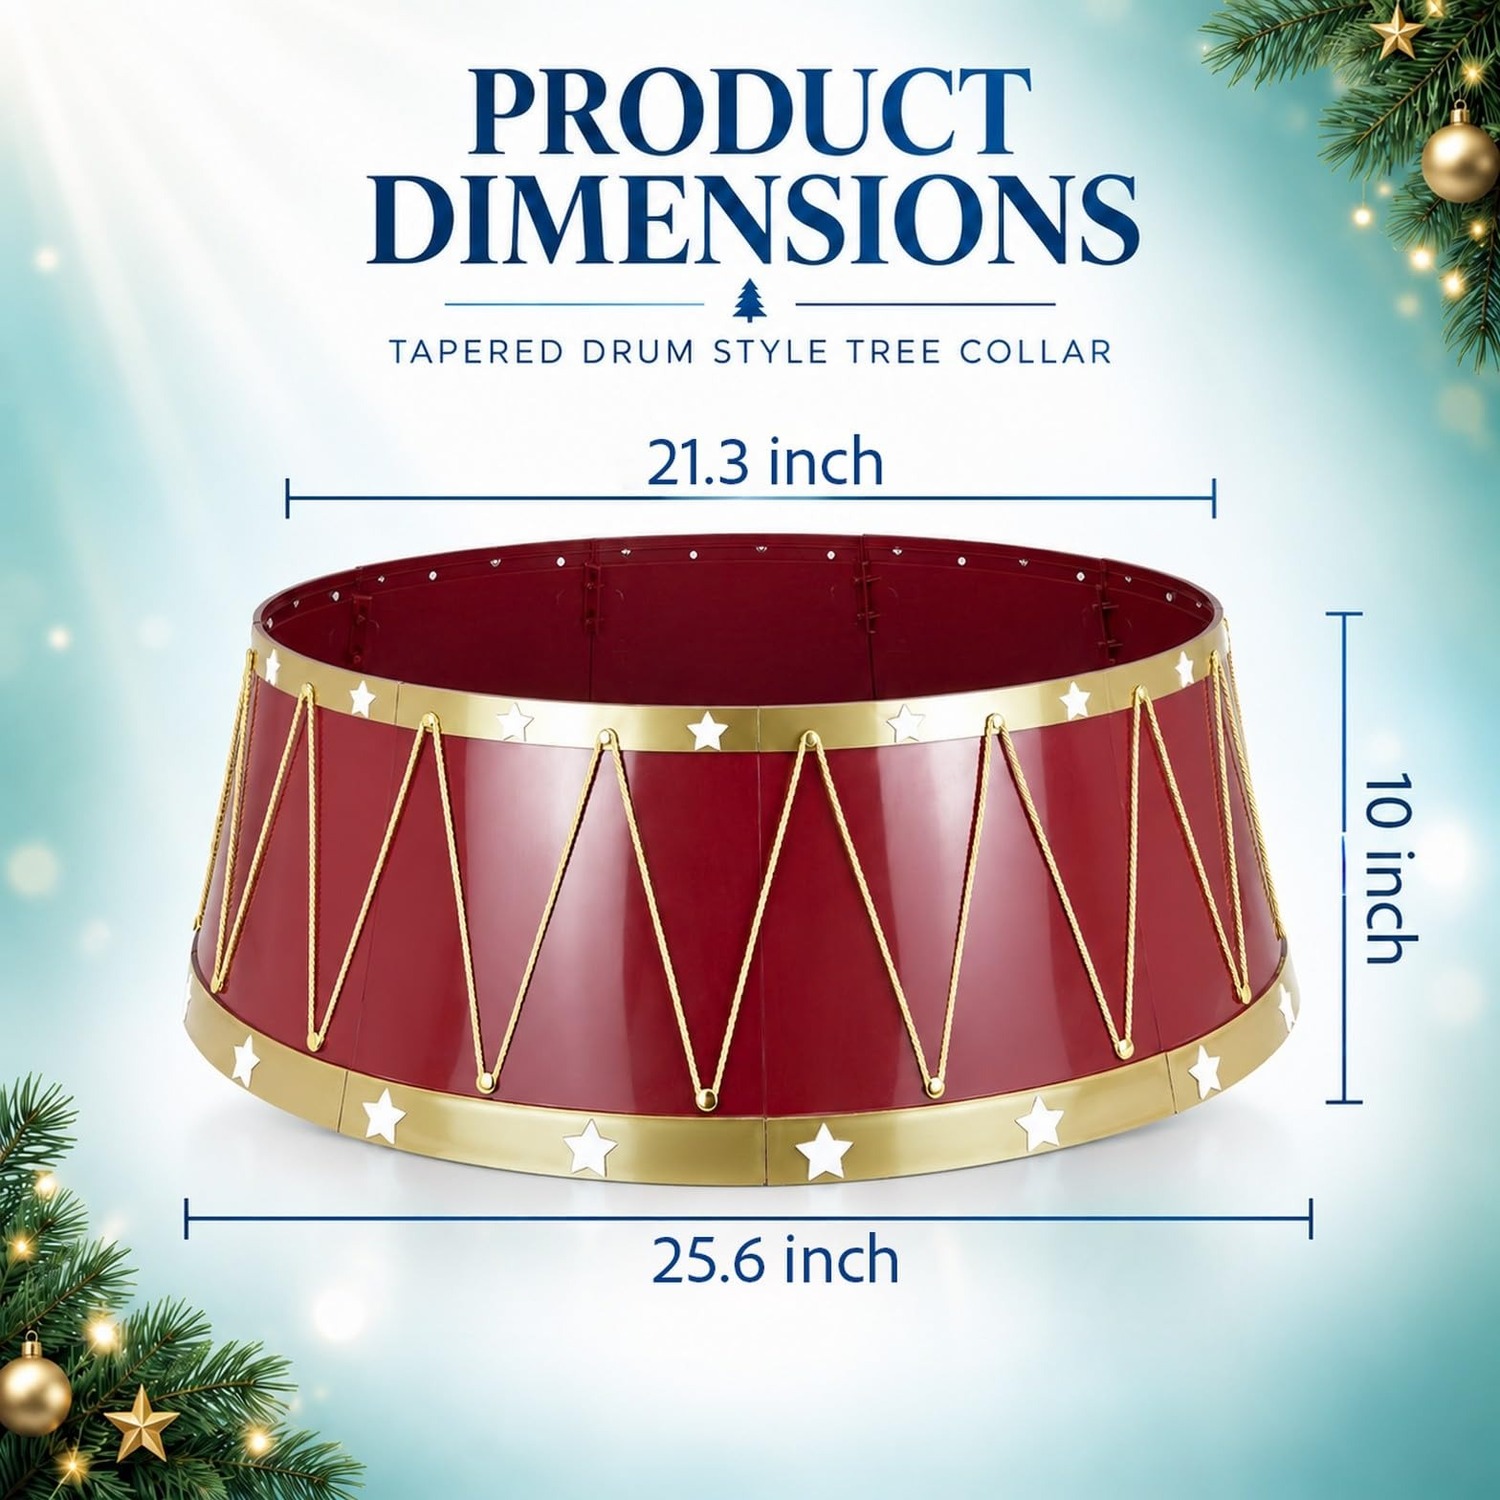 PRODUCT
DIMENSIONS
TAPERED DRUM STYLE TREE COLLAR
21.3 inch
10 inch
25.6 inch